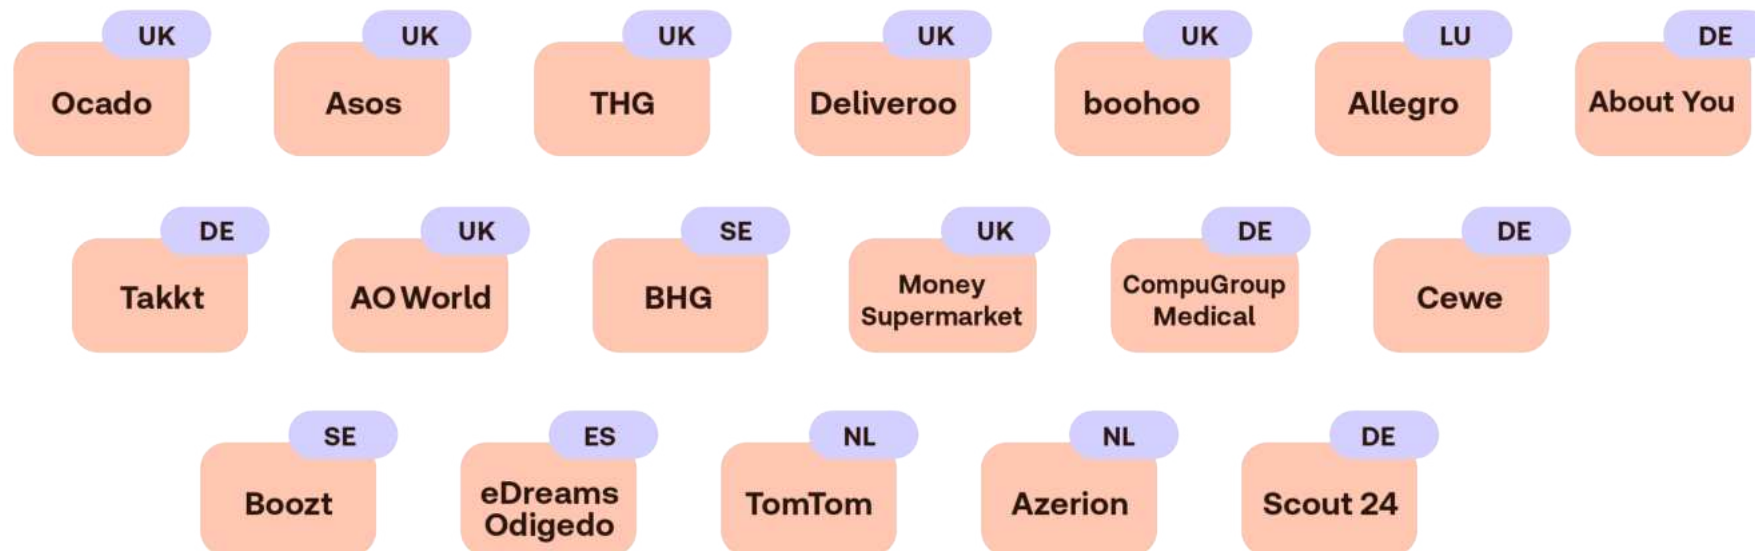 UK
Ocado
UK
Asos
UK
THG
UK
Deliveroo
UK
boohoo
LU
Allegro
DE
About You
DE
Takkt
UK
AO World
SE
BHG
UK
Money
Supermarket
DE
CompuGroup
Medical
DE
Cewe
SE
Boozt
ES
eDreams
Odigedo
NL
TomTom
NL
Azerion
DE
Scout 24